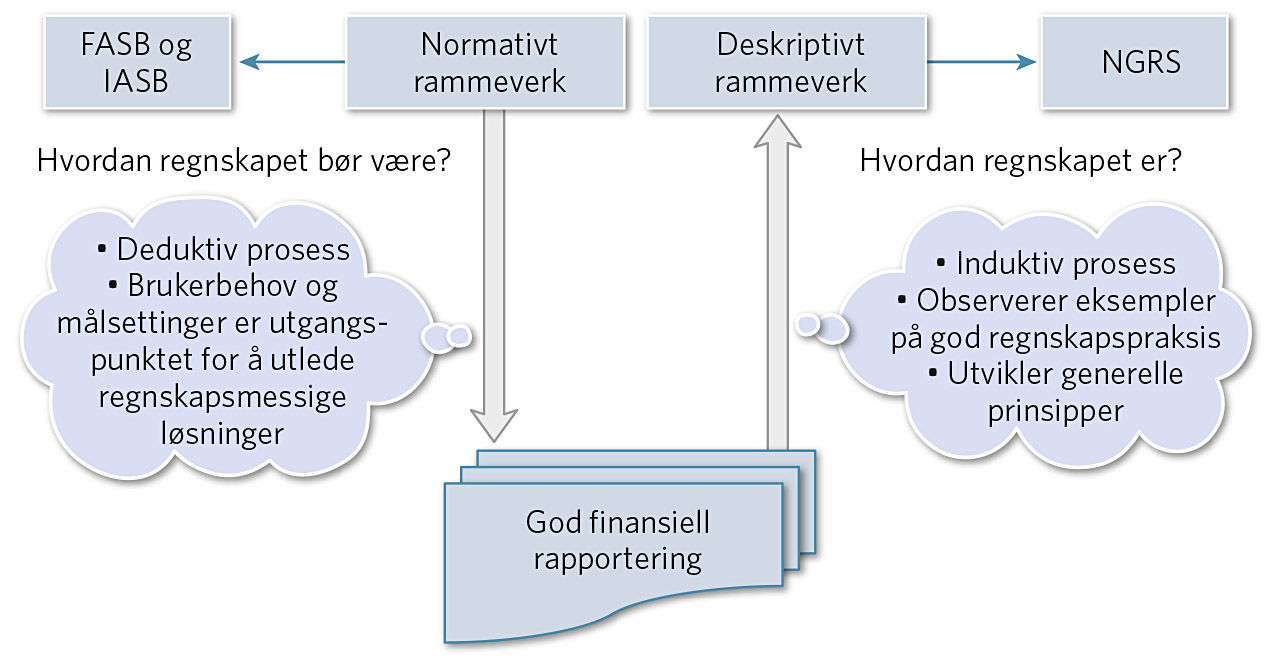 FASB og
IASB
Normativt
rammeverk
Deskriptivt
rammeverk
NGRS
Hvordan regnskapet bør være?
Hvordan regnskapet er?
• Deduktiv prosess
• Brukerbehov og
målsettinger er utgangs-
punktet for å utlede
regnskapsmessige
løsninger
• Induktiv prosess
• Observerer eksempler
på god regnskapspraksis
• Utvikler generelle
prinsipper
God finansiell
rapportering